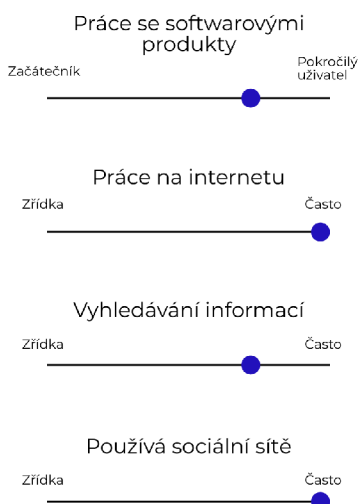 Práce se softwarovými
produkty
Začátečník
Pokročilý
uživatel
Práce na internetu
Zřídka
Často
Vyhledávání informací
Zřídka
Často
Používá sociální sítě
Zřídka
Často